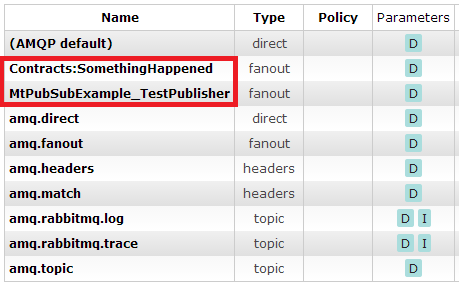 Name Type Policy Parameters
(AMQP default) direct D
Contracts:SomethingHappened fanout D
MtPubSubExample_TestPublisher fanout D
amq.direct direct D
amq.fanout fanout D
amq.headers headers D
amq.match headers D
amq.rabbitmq.log topic D I
amq.rabbitmq.trace topic D I
amq.topic topic D